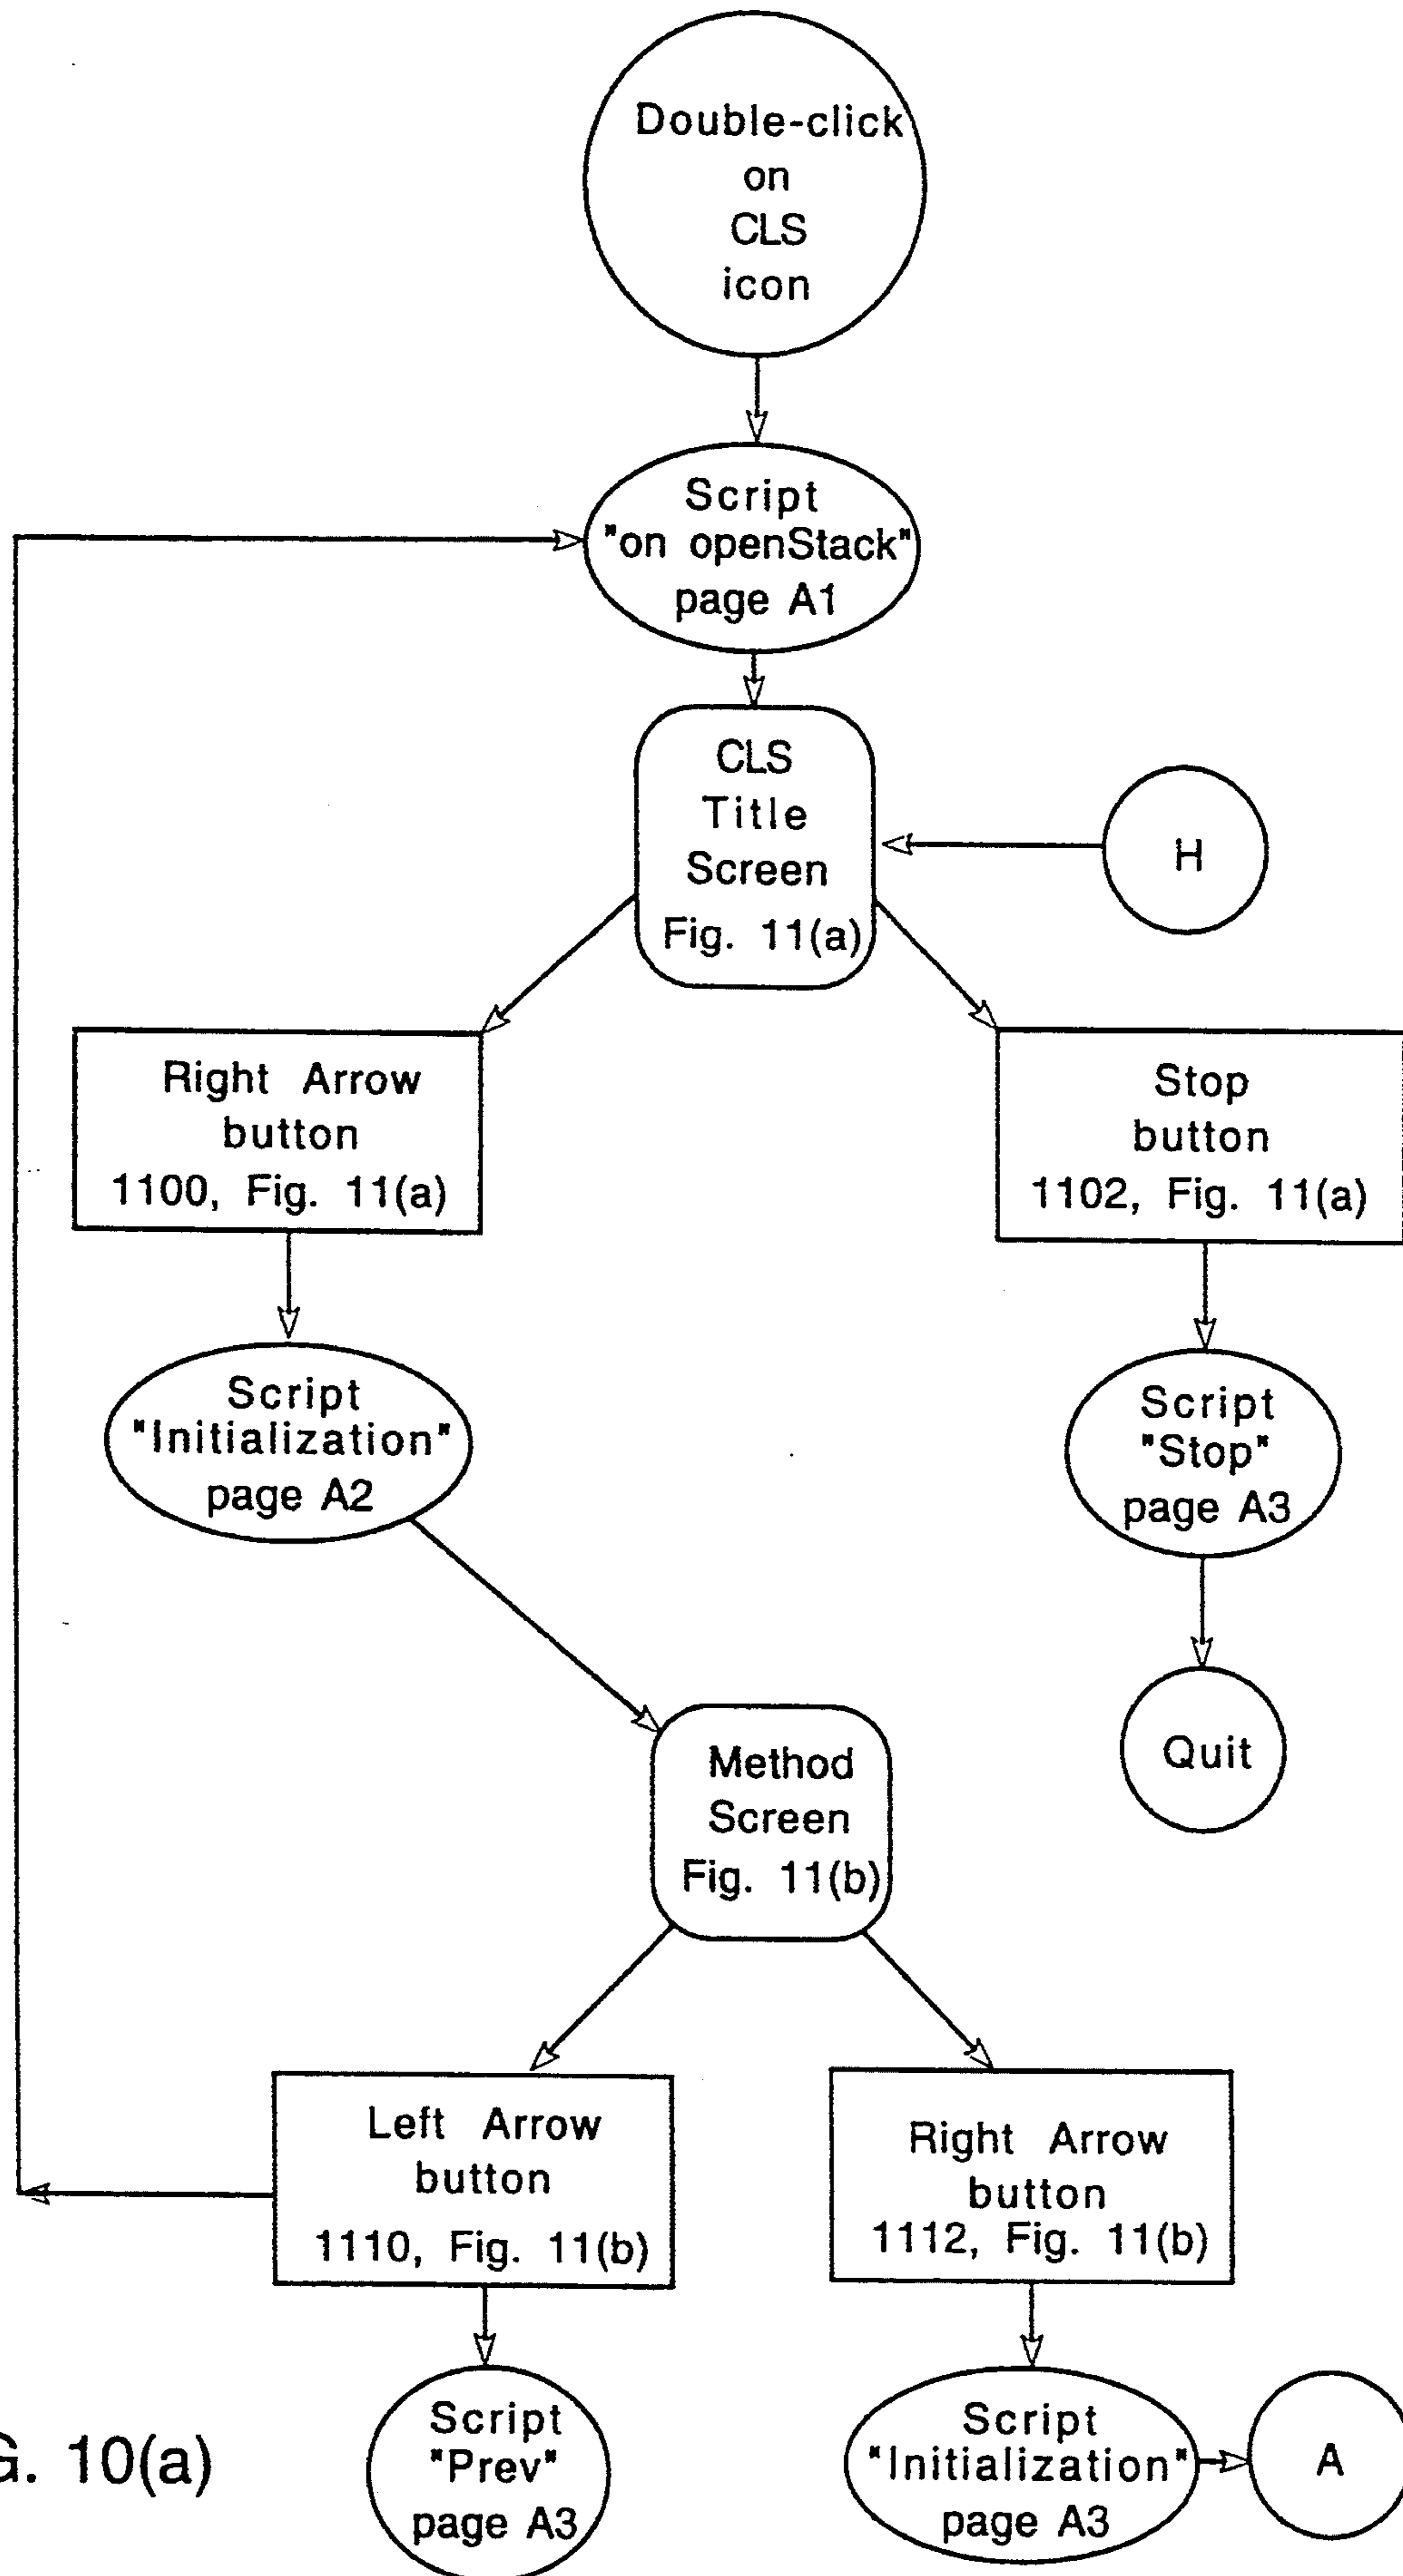 Double-click
on
CLS
icon
Script
"on openStack"
page A1
CLS
Title
Screen
Fig. 11(a)
H
Right Arrow
button
1100, Fig. 11(a)
Stop
button
1102, Fig. 11(a)
Script
"Initialization"
page A2
Script
"Stop"
page A3
Quit
Method
Screen
Fig. 11(b)
Left Arrow
button
1110, Fig. 11(b)
Right Arrow
button
1112, Fig. 11(b)
Script
"Prev"
page A3
Script
"Initialization"
page A3
A
G. 10(a)